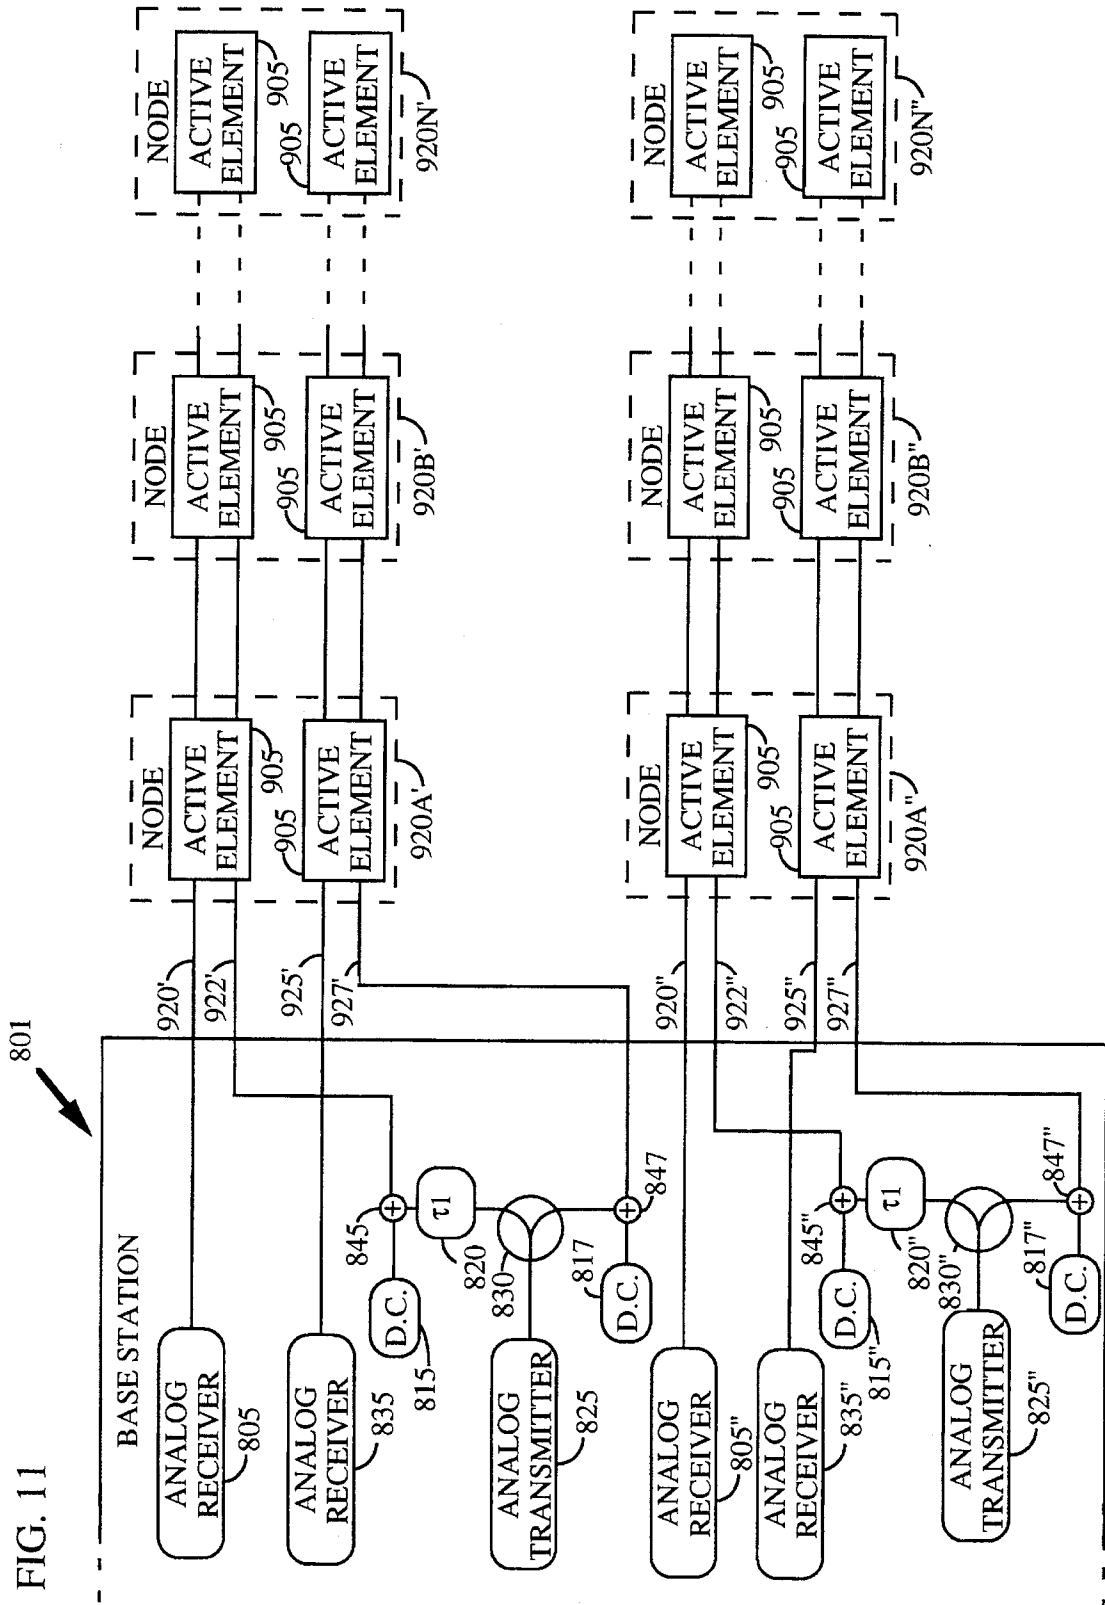 FIG. 11
801
BASE STATION
ANALOG
RECEIVER
805
ANALOG
RECEIVER
835
D.C.
815
845
τ1
820
ANALOG
TRANSMITTER
825
830
D.C.
817
847
920'
922'
925'
927'
NODE
ACTIVE
ELEMENT
905
905
ACTIVE
ELEMENT
920A'
NODE
ACTIVE
ELEMENT
905
905
ACTIVE
ELEMENT
920B'
NODE
ACTIVE
ELEMENT
905
905
ACTIVE
ELEMENT
920N'
ANALOG
RECEIVER
805"
ANALOG
RECEIVER
835"
D.C.
815"
845"
τ1
820"
ANALOG
TRANSMITTER
825"
830"
D.C.
817"
847"
920"
922"
925"
927"
NODE
ACTIVE
ELEMENT
905
905
ACTIVE
ELEMENT
920A"
NODE
ACTIVE
ELEMENT
905
905
ACTIVE
ELEMENT
920B"
NODE
ACTIVE
ELEMENT
905
905
ACTIVE
ELEMENT
920N"